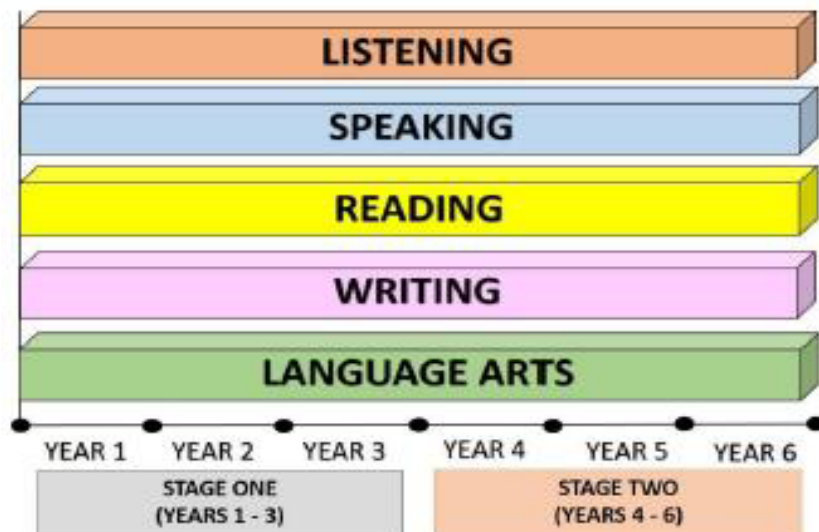 LISTENING
SPEAKING
READING
WRITING
LANGUAGE ARTS
YEAR 1 YEAR 2 YEAR 3 YEAR 4 YEAR 5 YEAR 6
STAGE ONE
(YEARS 1 - 3)
STAGE TWO
(YEARS 4 - 6)